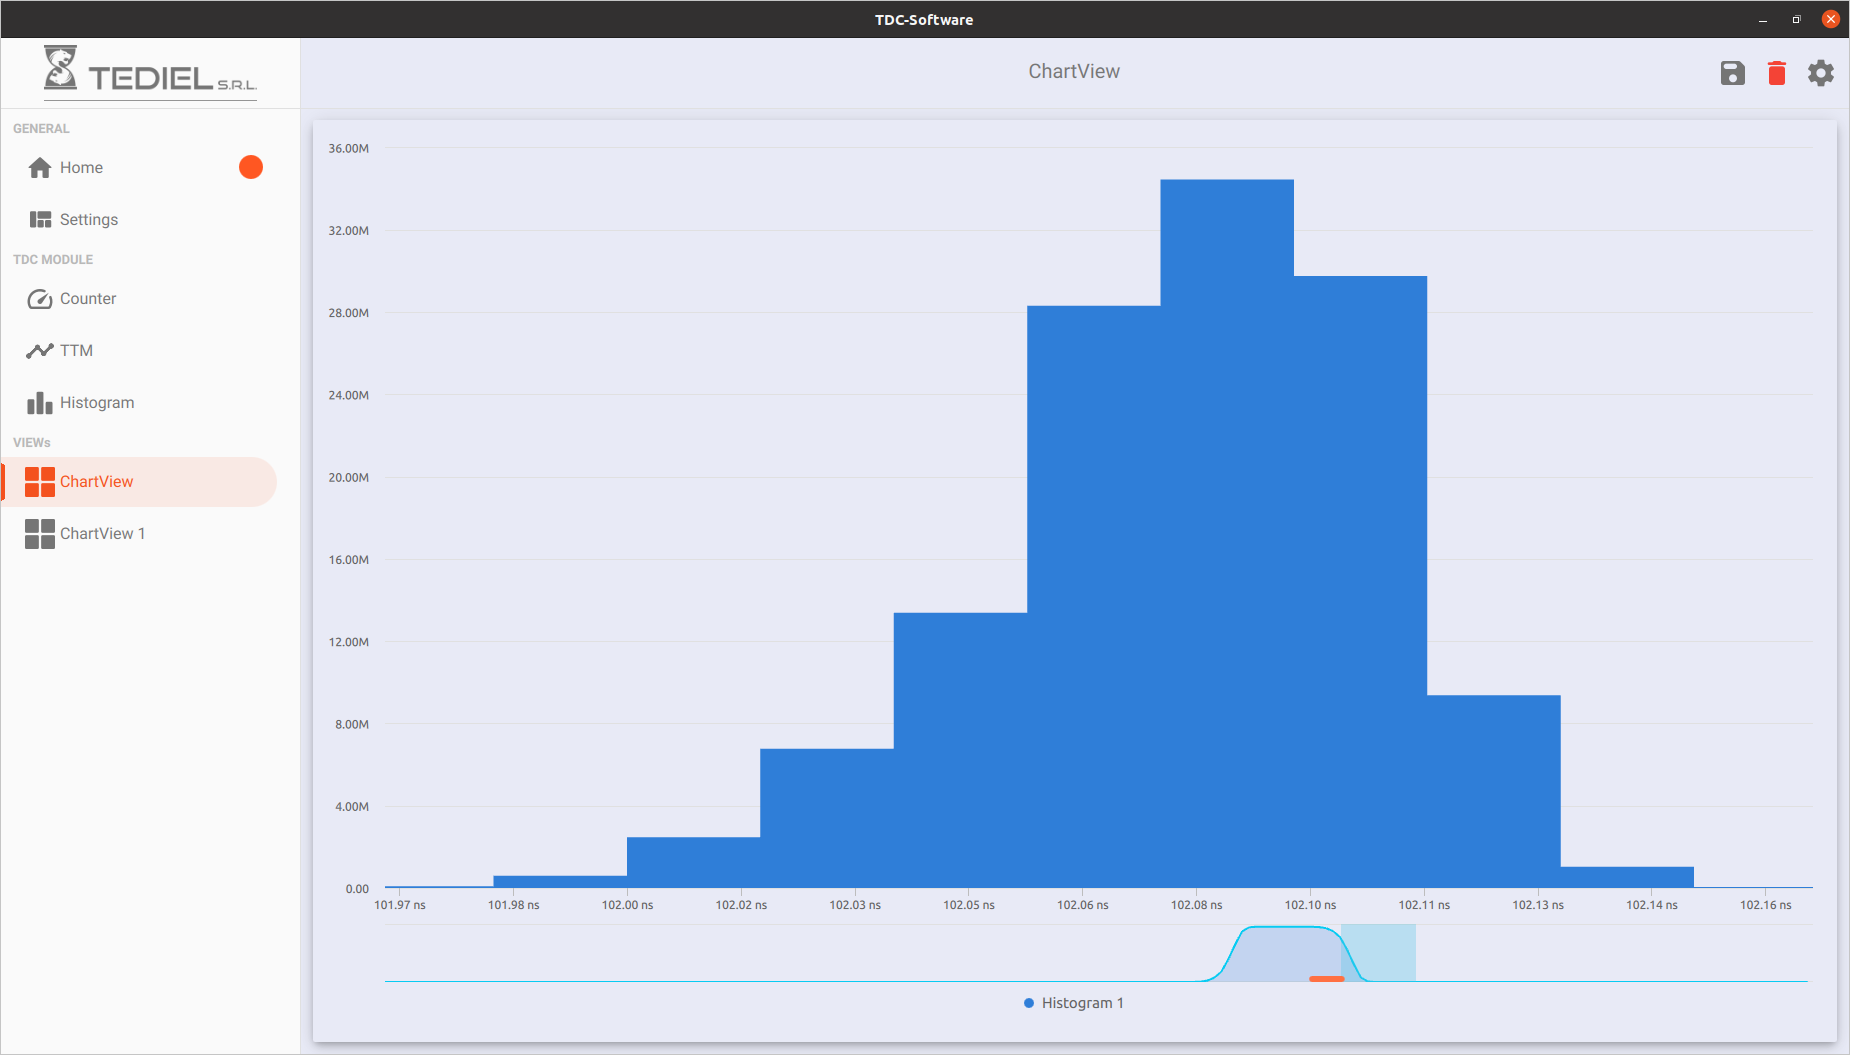 TDC-Software
TEDIEL S.R.L.
ChartView
GENERAL
Home
Settings
TDC MODULE
Counter
TTM
Histogram
VIEWs
ChartView
ChartView 1
36.00M
32.00M
28.00M
24.00M
20.00M
16.00M
12.00M
8.00M
4.00M
0.00
101.97 ns 101.98 ns 102.00 ns 102.02 ns 102.03 ns 102.05 ns 102.06 ns 102.08 ns 102.10 ns 102.11 ns 102.13 ns 102.14 ns 102.16 ns
Histogram 1